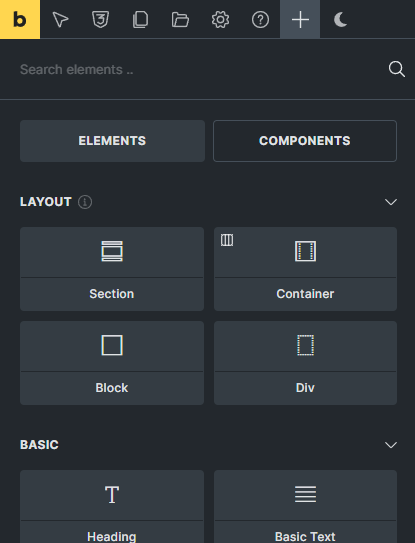 b
Search elements ..
ELEMENTS COMPONENTS
LAYOUT
Section Container
Block Div
BASIC
T
Heading Basic Text